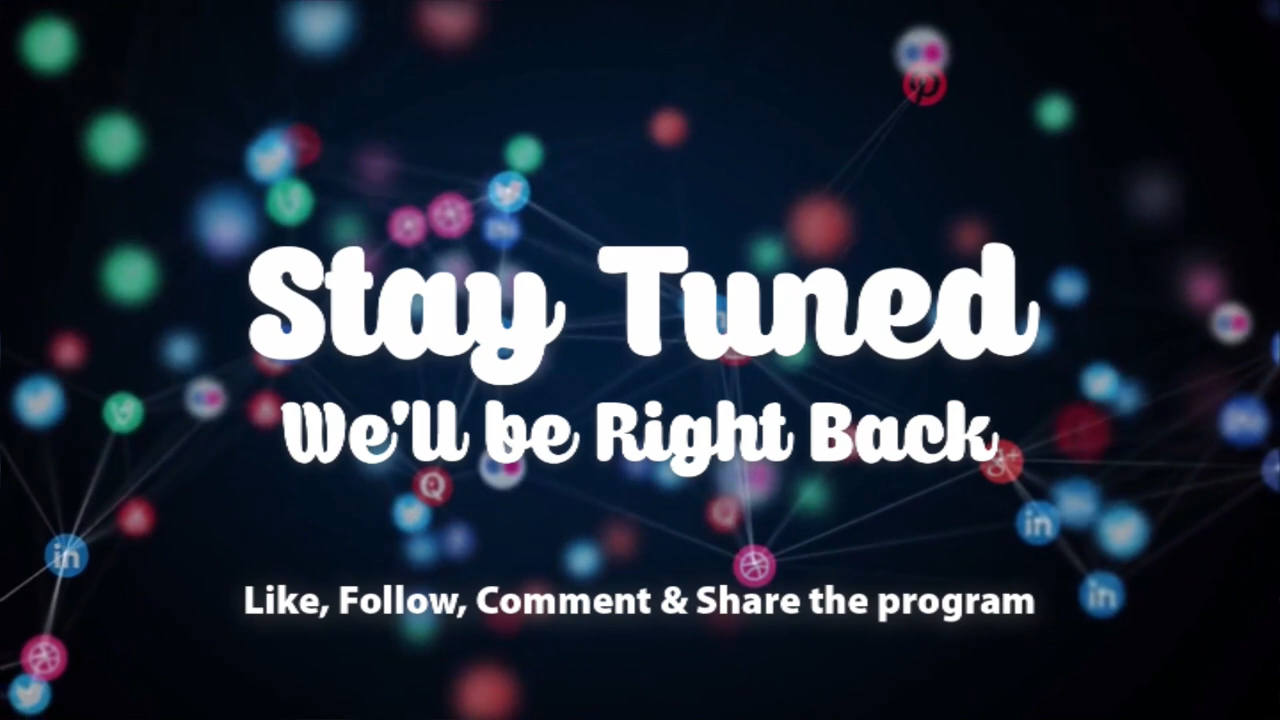 Stay Tuned
We'll be Right Back
Like, Follow, Comment & Share the program